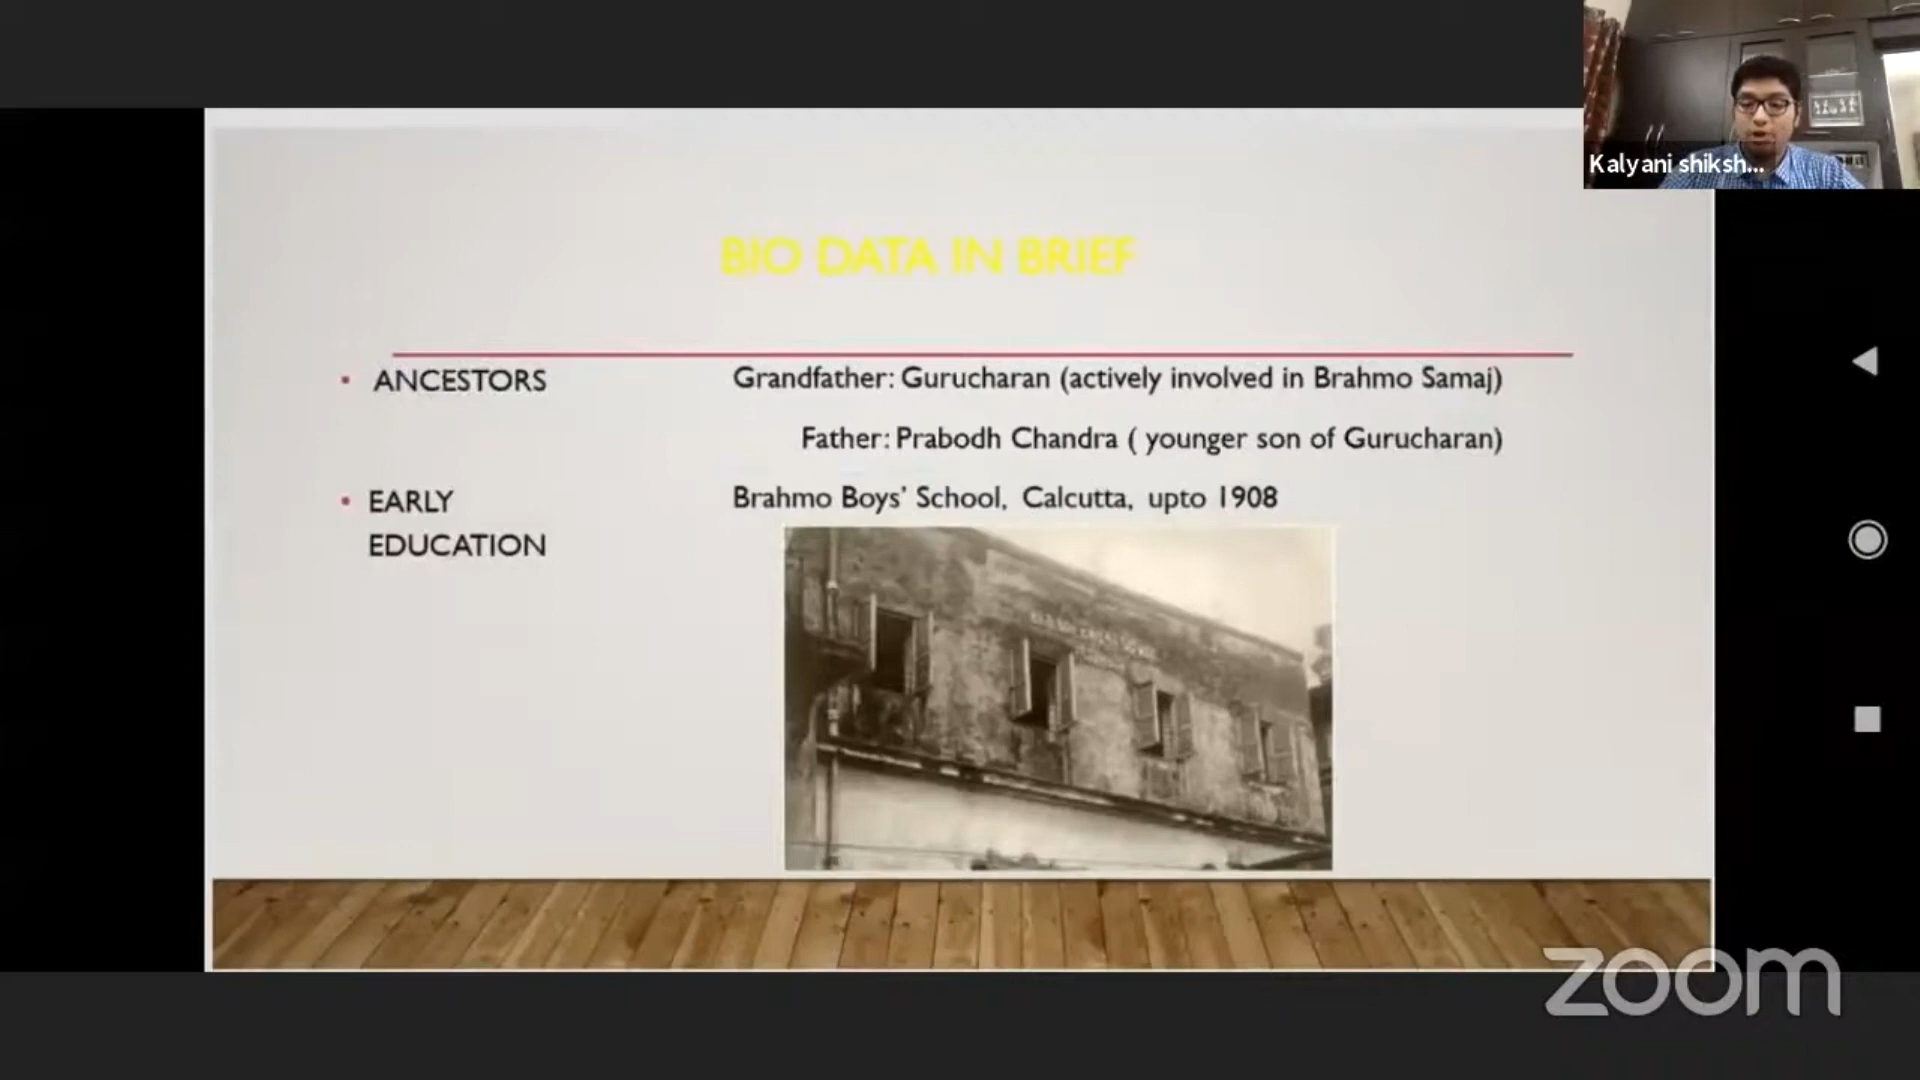 Kalyani shiksh...
BIO DATA IN BRIEF
• ANCESTORS
Grandfather: Gurucharan (actively involved in Brahmo Samaj)
Father: Prabodh Chandra ( younger son of Gurucharan)
• EARLY
EDUCATION
Brahmo Boys’ School, Calcutta, upto 1908
zoom